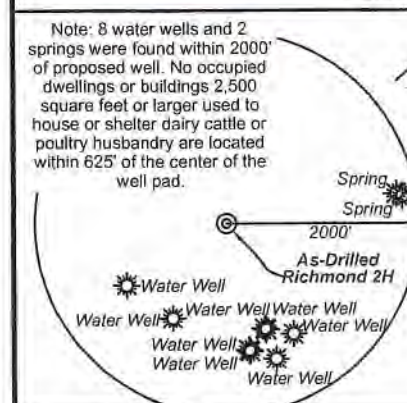 Note: 8 water wells and 2
springs were found within 2000'
of proposed well. No occupied
dwellings or buildings 2,500
square feet or larger used to
house or shelter dairy cattle or
poultry husbandry are located
within 625' of the center of the
well pad.
Spring
Spring
2000'
As-Drilled
Richmond 2H
Water Well
Water Well Water Well Water Well
Water Well
Water Well
Water Well
Water Well